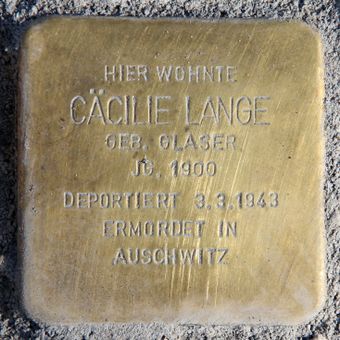 HIER WOHNTE
CÄCILIE LANGE
GEB. GLASER
JG. 1900
DEPORTIERT 3.3.1943
ERMORDET IN
AUSCHWITZ